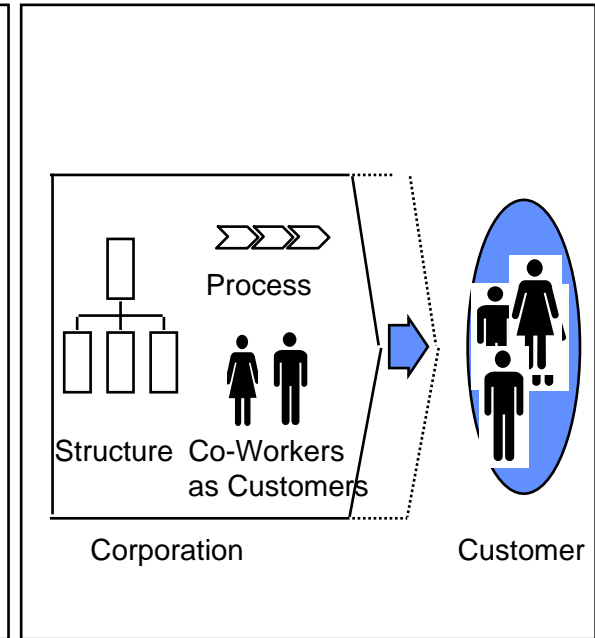 Process
Structure
Co-Workers
as Customers
Corporation
Customer